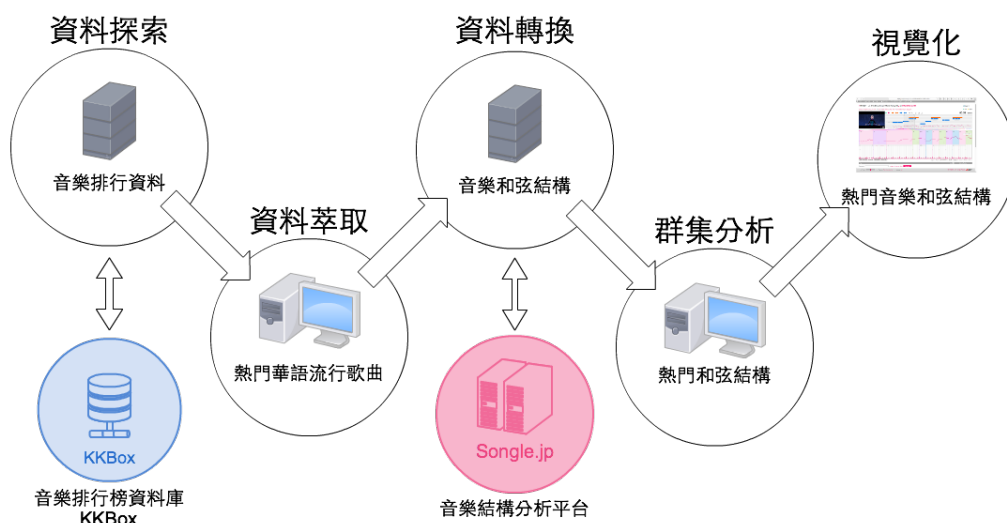 資料探索
音樂排行資料
KKBox
音樂排行榜資料庫
KKBox
資料萃取
熱門華語流行歌曲
資料轉換
音樂和弦結構
Songle.jp
音樂結構分析平台
群集分析
熱門和弦結構
視覺化
熱門音樂和弦結構